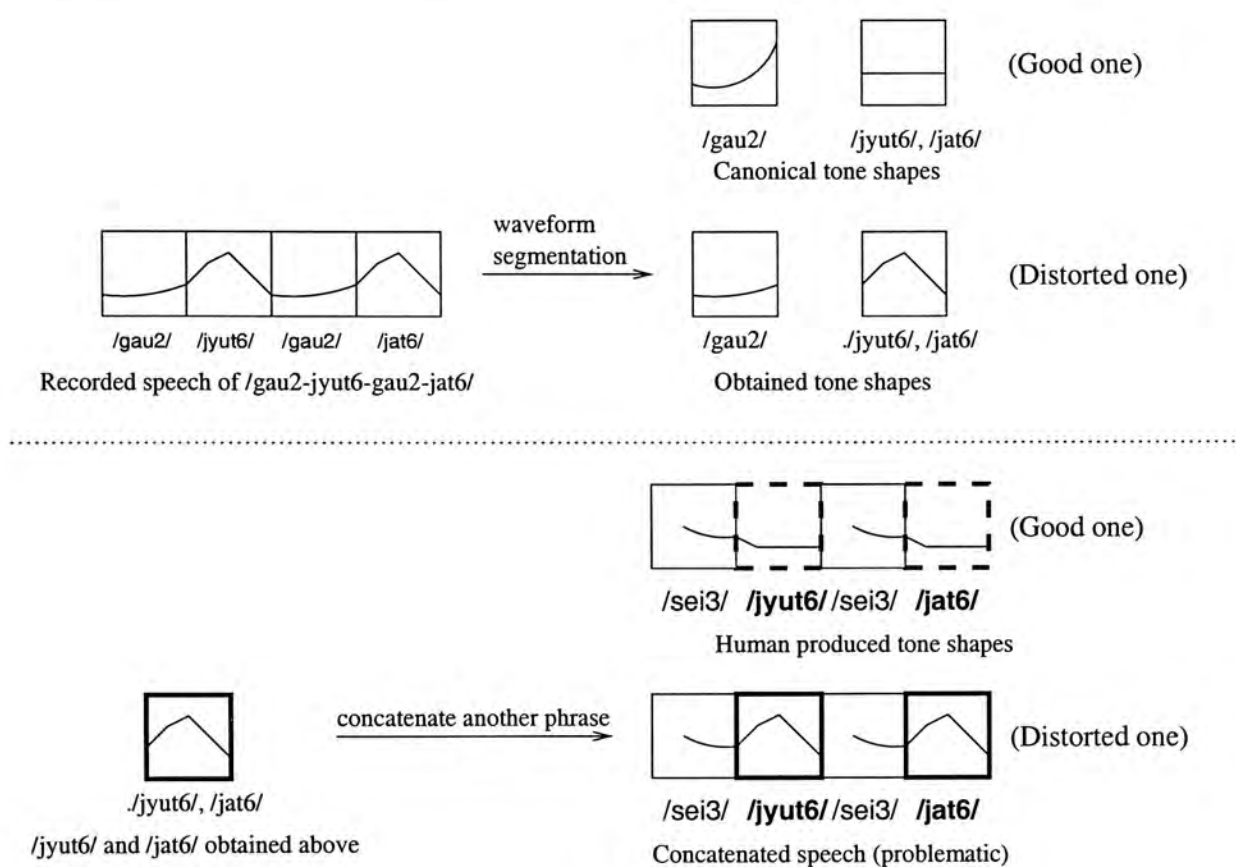 (Good one)
/gau2/ /jyut6/, /jat6/
Canonical tone shapes
waveform
segmentation
(Distorted one)
/gau2/ /jyut6/ /gau2/ /jat6/
/gau2/ ./jyut6/, /jat6/
Recorded speech of /gau2-jyut6-gau2-jat6/
Obtained tone shapes
(Good one)
/sei3/ /jyut6/ /sei3/ /jat6/
Human produced tone shapes
concatenate another phrase
(Distorted one)
./jyut6/, /jat6/
/sei3/ /jyut6/ /sei3/ /jat6/
/jyut6/ and /jat6/ obtained above
Concatenated speech (problematic)